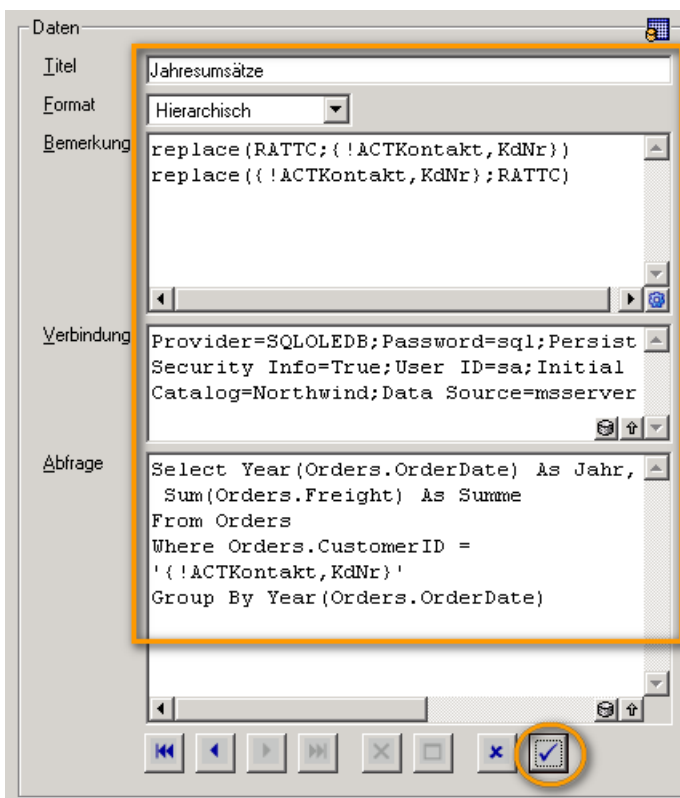 Daten
Titel
Jahresumsätze
Format
Hierarchisch
Bemerkung
replace(RATTC;{!ACTKontakt,KdNr})
replace({!ACTKontakt,KdNr};RATTC)
Verbindung
Provider=SQLOLEDB;Password=sql;Persist
Security Info=True;User ID=sa;Initial
Catalog=Northwind;Data Source=msserver
Abfrage
Select Year(Orders.OrderDate) As Jahr,
Sum(Orders.Freight) As Summe
From Orders
Where Orders.CustomerID =
'{!ACTKontakt,KdNr}'
Group By Year(Orders.OrderDate)